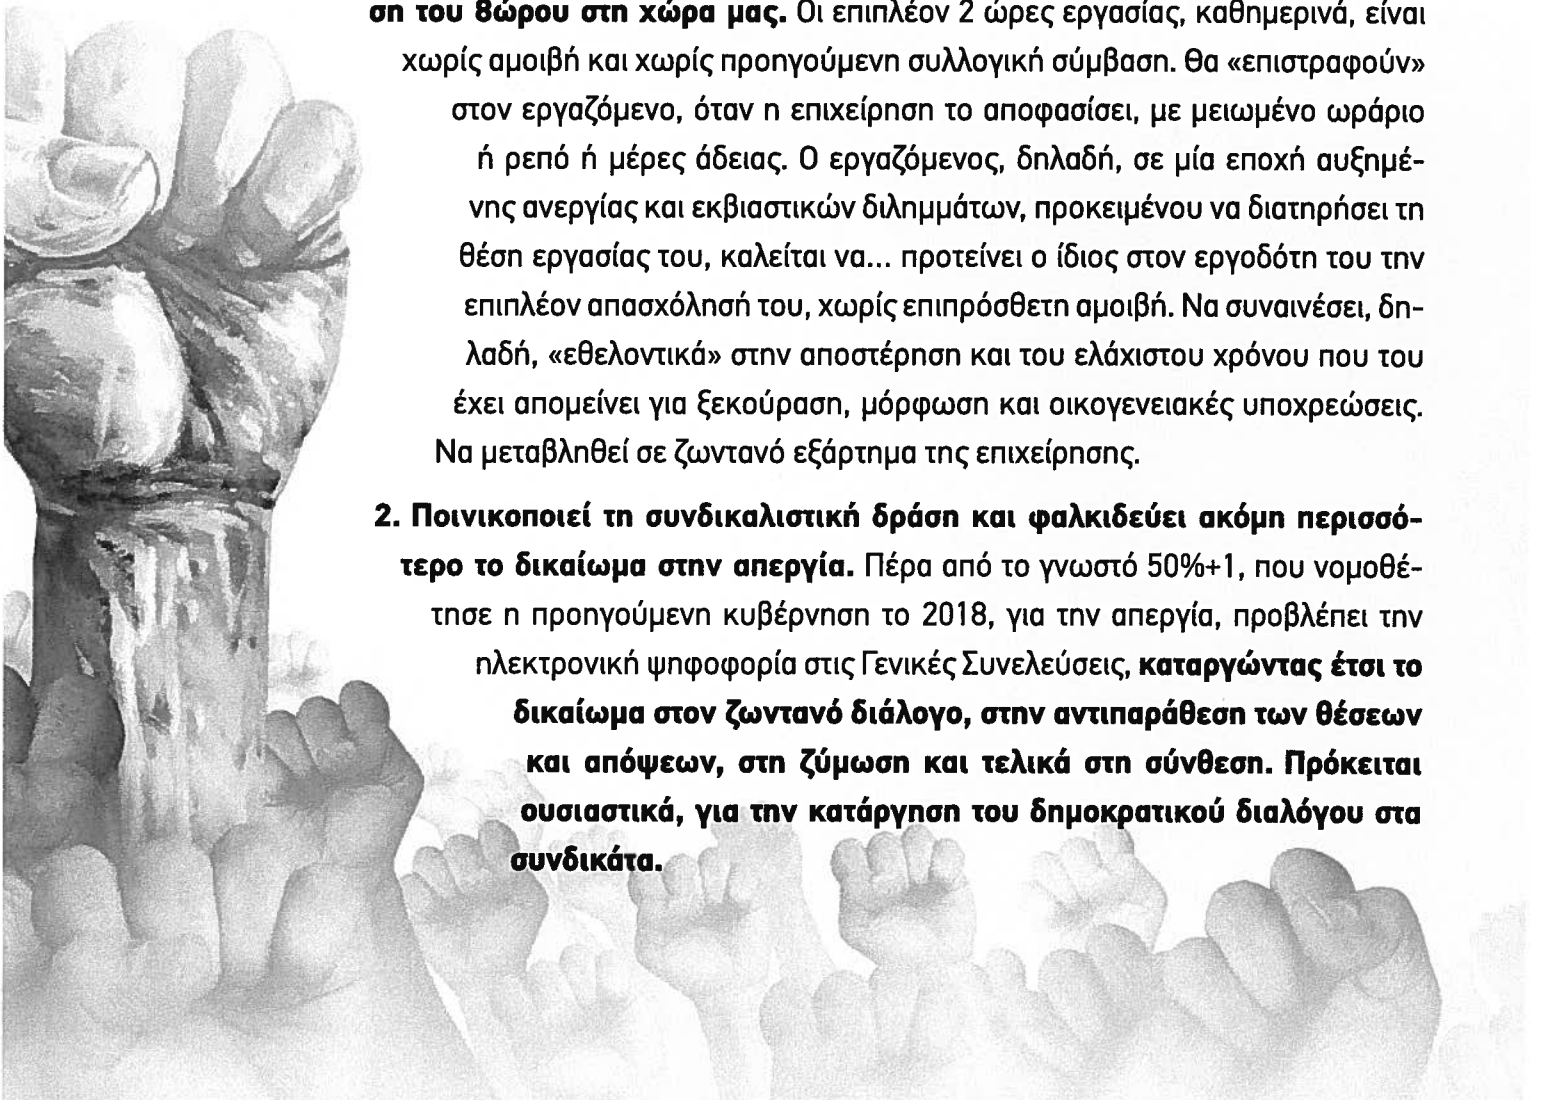 ση του 8ώρου στη χώρα μας. Οι επιπλέον 2 ώρες εργασίας, καθημερινά, είναι
χωρίς αμοιβή και χωρίς προηγούμενη συλλογική σύμβαση. Θα «επιστραφούν»
στον εργαζόμενο, όταν η επιχείρηση το αποφασίσει, με μειωμένο ωράριο
ή ρεπό ή μέρες άδειας. Ο εργαζόμενος, δηλαδή, σε μία εποχή αυξημέ-
νης ανεργίας και εκβιαστικών διλημμάτων, προκειμένου να διατηρήσει τη
θέση εργασίας του, καλείται να... προτείνει ο ίδιος στον εργοδότη του την
επιπλέον απασχόλησή του, χωρίς επιπρόσθετη αμοιβή. Να συναινέσει, δη-
λαδή, «εθελοντικά» στην αποστέρηση και του ελάχιστου χρόνου που του
έχει απομείνει για ξεκούραση, μόρφωση και οικογενειακές υποχρεώσεις.
Να μεταβληθεί σε ζωντανό εξάρτημα της επιχείρησης.
2. Ποινικοποιεί τη συνδικαλιστική δράση και φαλκιδεύει ακόμη περισσό-
τερο το δικαίωμα στην απεργία. Πέρα από το γνωστό 50%+1, που νομοθέ-
τησε η προηγούμενη κυβέρνηση το 2018, για την απεργία, προβλέπει την
ηλεκτρονική ψηφοφορία στις Γενικές Συνελεύσεις, καταργώντας έτσι το
δικαίωμα στον ζωντανό διάλογο, στην αντιπαράθεση των θέσεων
και απόψεων, στη ζύμωση και τελικά στη σύνθεση. Πρόκειται
ουσιαστικά, για την κατάργηση του δημοκρατικού διαλόγου στα
συνδικάτα.